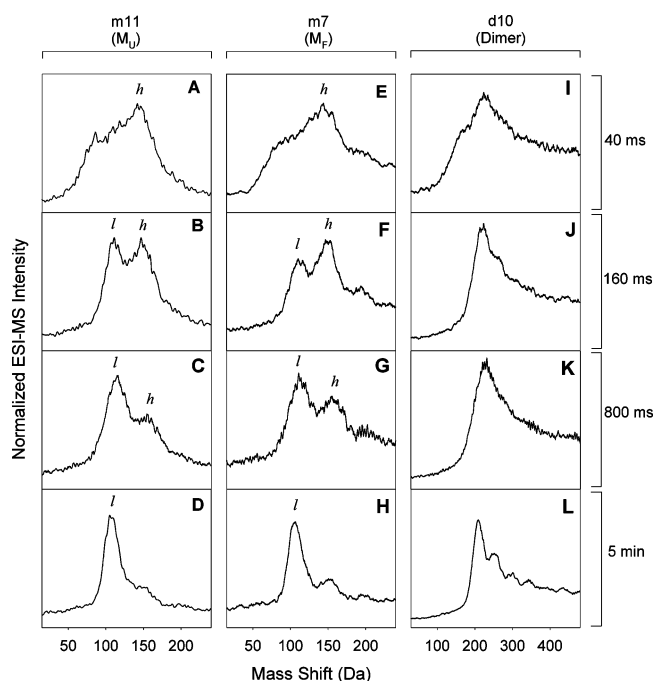 m11 m7 d10
(MU) (MF) (Dimer)
A h E h I 40 ms
B l h F l h J 160 ms
C l h G l h K 800 ms
D l H l L 5 min
Normalized ESI-MS Intensity
50 100 150 200 50 100 150 200 100 200 300 400
Mass Shift (Da)